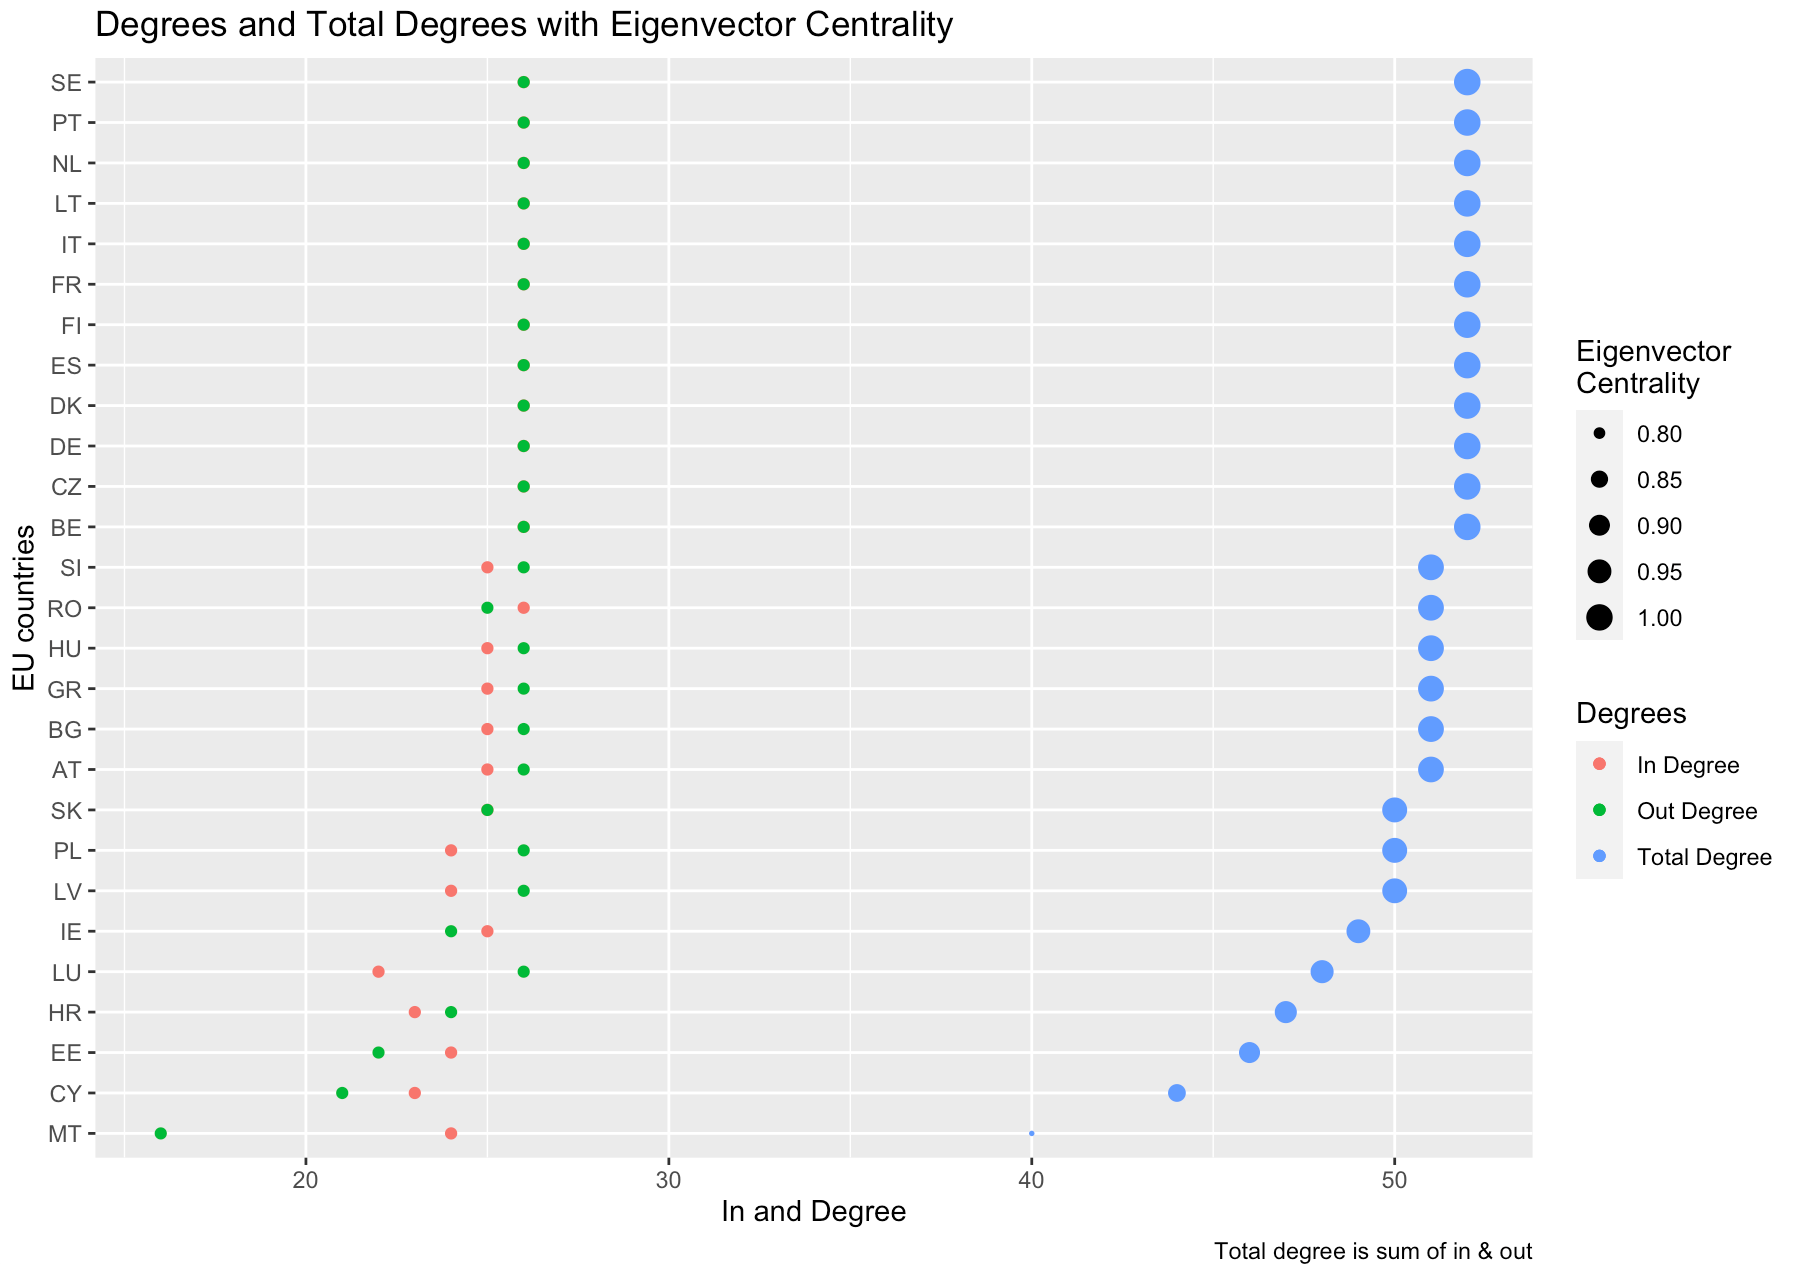 Degrees and Total Degrees with Eigenvector Centrality
SE
PT
NL
LT
IT
FR
FI
ES
DK
DE
CZ
BE
SI
RO
HU
GR
BG
AT
SK
PL
LV
IE
LU
HR
EE
CY
MT
EU countries
20 30 40 50
In and Degree
Total degree is sum of in & out
Eigenvector
Centrality
0.80
0.85
0.90
0.95
1.00
Degrees
In Degree
Out Degree
Total Degree